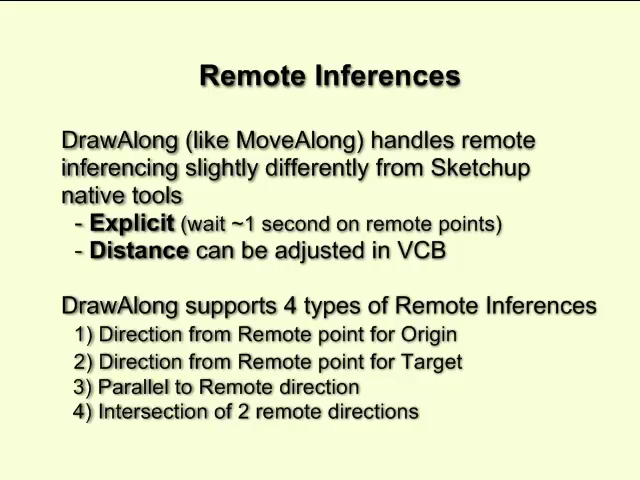 Remote Inferences
DrawAlong (like MoveAlong) handles remote
inferencing slightly differently from Sketchup
native tools
- Explicit (wait ~1 second on remote points)
- Distance can be adjusted in VCB
DrawAlong supports 4 types of Remote Inferences
1) Direction from Remote point for Origin
2) Direction from Remote point for Target
3) Parallel to Remote direction
4) Intersection of 2 remote directions